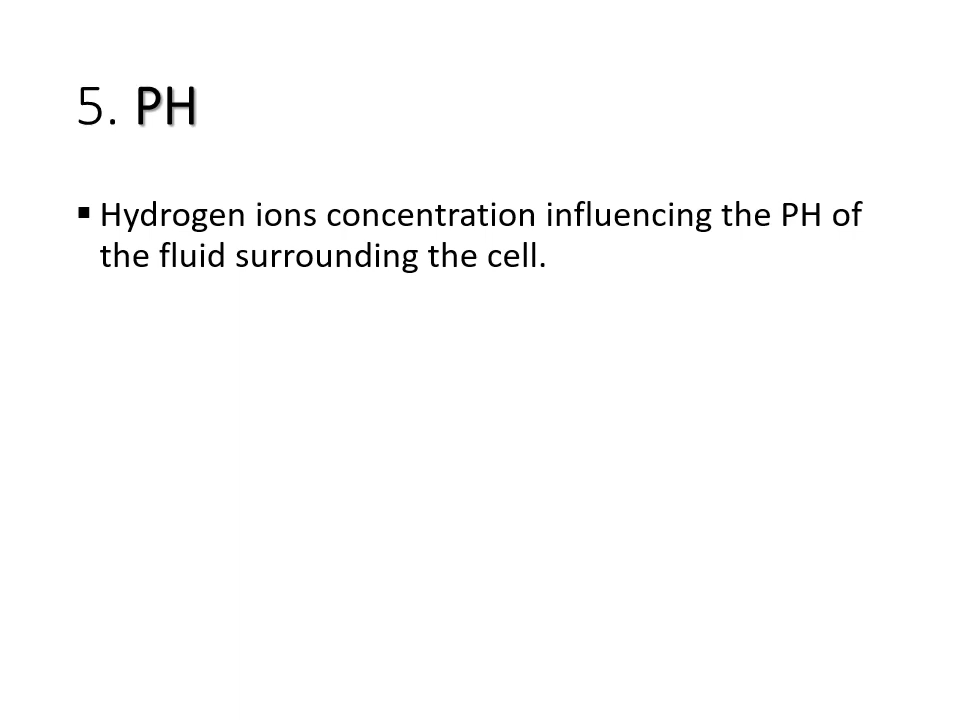 5. PH
▪ Hydrogen ions concentration influencing the PH of
the fluid surrounding the cell.